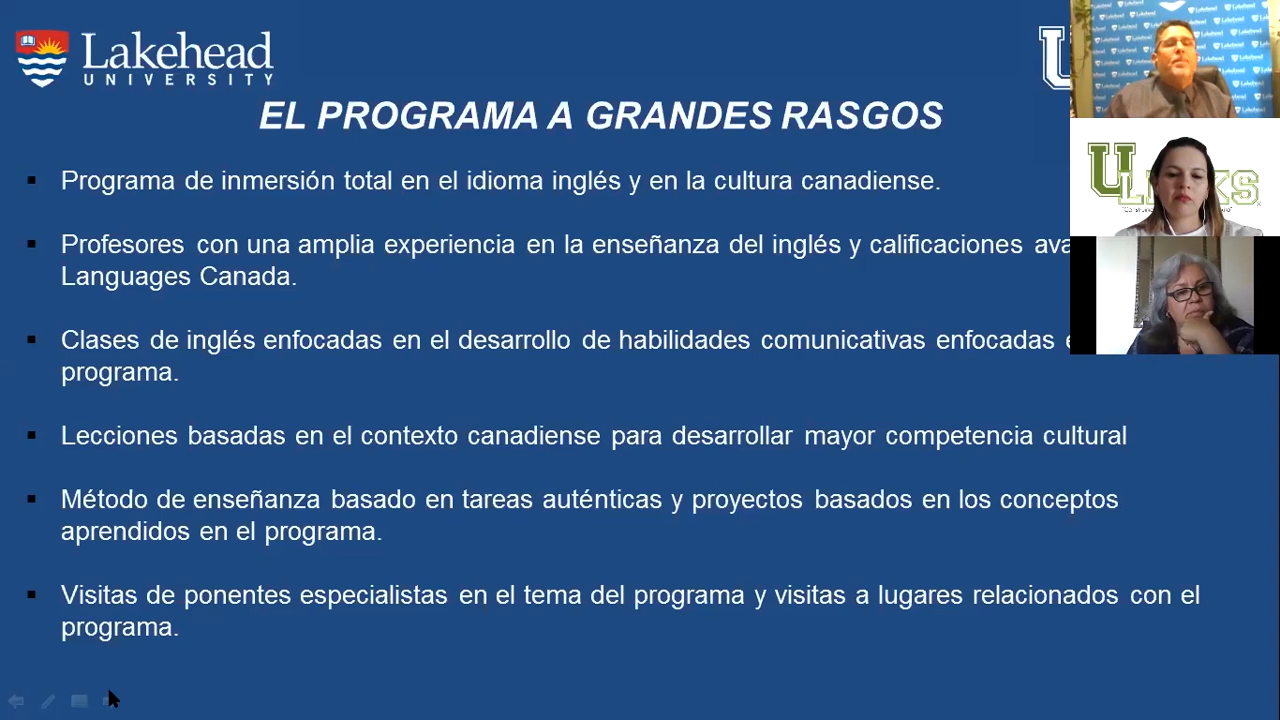 Lakehead
UNIVERSITY
U
EL PROGRAMA A GRANDES RASGOS
Programa de inmersión total en el idioma inglés y en la cultura canadiense.
Profesores con una amplia experiencia en la enseñanza del inglés y calificaciones
Languages Canada.
Clases de inglés enfocadas en el desarrollo de habilidades comunicativas enfocadas
programa.
Lecciones basadas en el contexto canadiense para desarrollar mayor competencia cultural
Método de enseñanza basado en tareas auténticas y proyectos basados en los conceptos
aprendidos en el programa.
Visitas de ponentes especialistas en el tema del programa y visitas a lugares relacionados con el
programa.
Lakehead
U